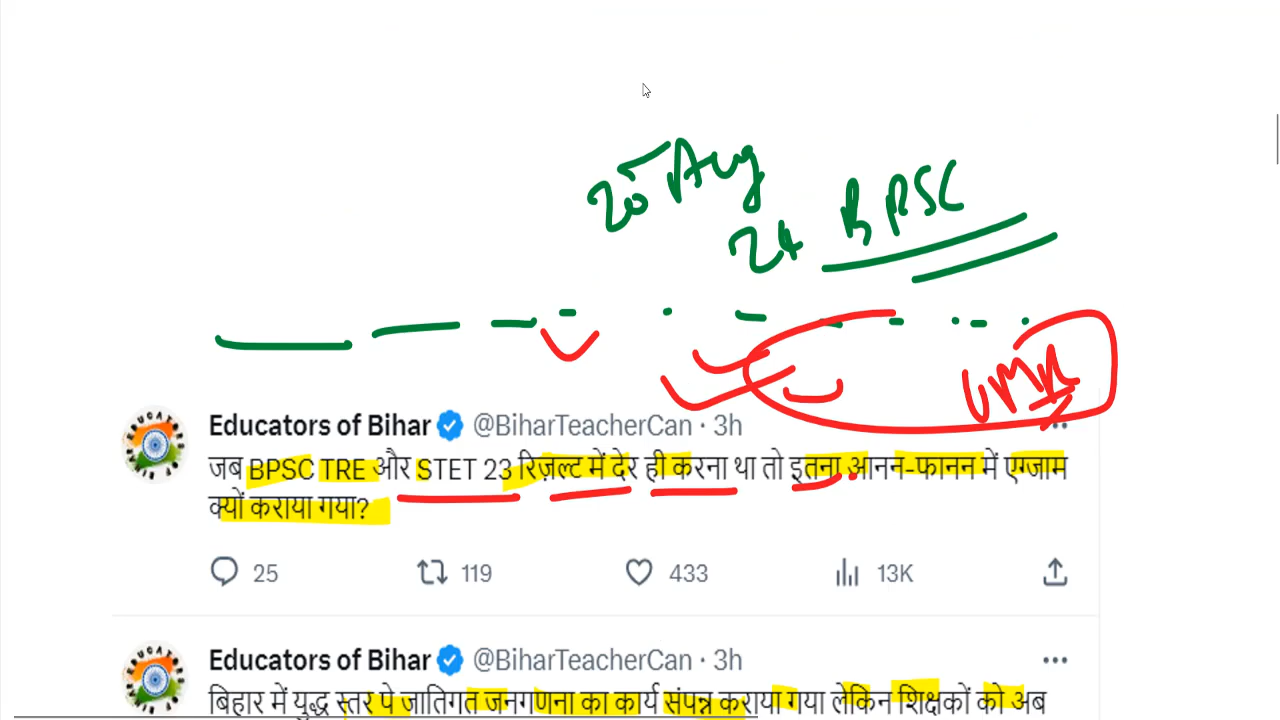 25 Aug
24 BPSC
OMR
Educators of Bihar @BiharTeacherCan · 3h
जब BPSC TRE और STET 23 रिज़ल्ट में देर ही करना था तो इतना आनन-फानन में एग्जाम
क्यों कराया गया?
25 119 433 13K
Educators of Bihar @BiharTeacherCan · 3h
बिहार में युद्ध स्तर पे जातिगत जनगणना का कार्य संपन्न कराया गया लेकिन शिक्षकों को अब